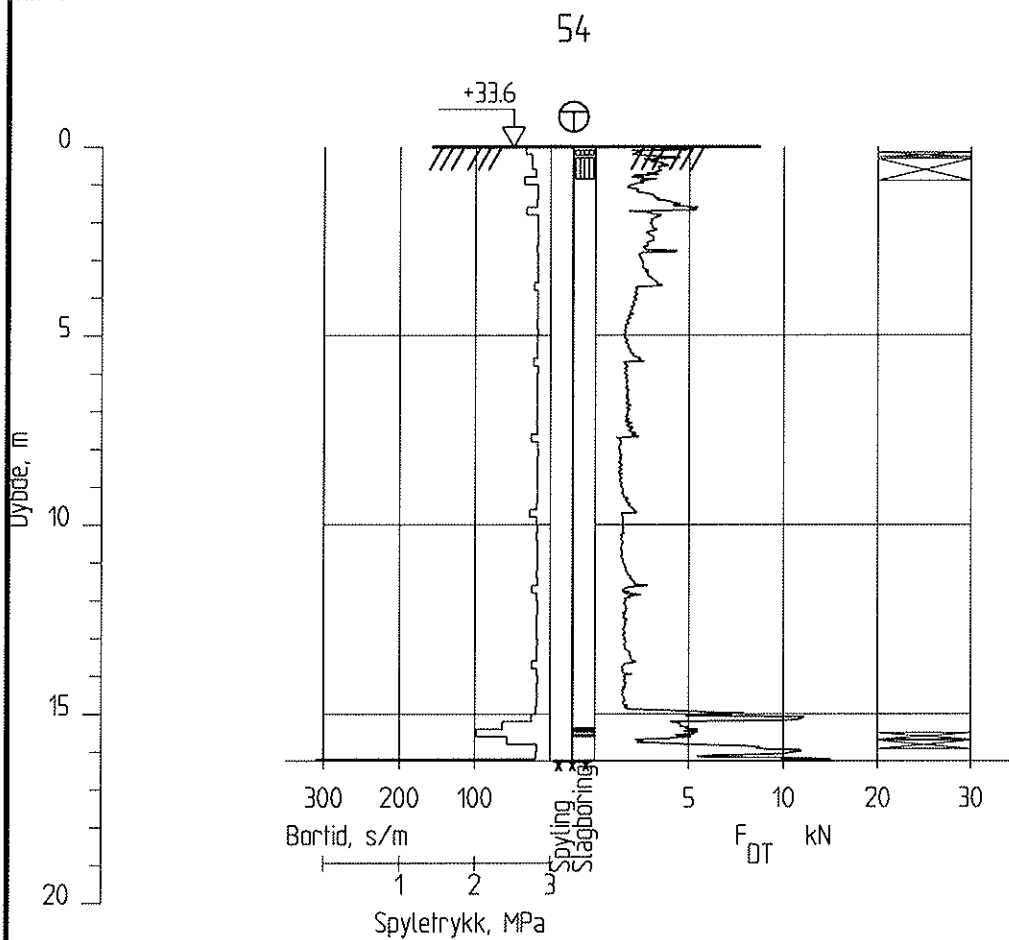 54
+33.6
0
5
10
15
20
Dybde, m
300 200 100
5 10 20 30
Bortid, s/m
Spyling
Slagboring
F_DT kN
1 2 3
Spyletrykk, MPa